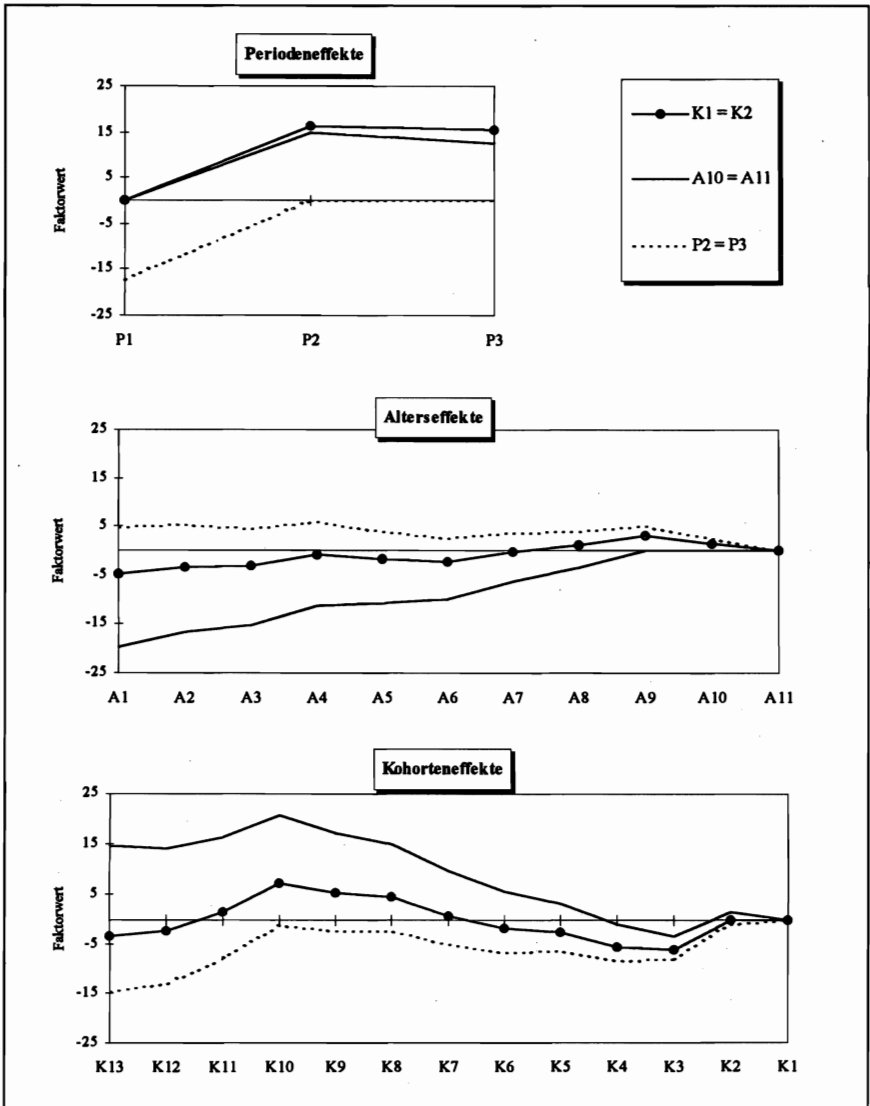 Periodeneffekte
25
15
5
-5
-15
-25
Faktorwert
P1 P2 P3
K1 = K2
A10 = A11
P2 = P3
Alterseffekte
25
15
5
-5
-15
-25
Faktorwert
A1 A2 A3 A4 A5 A6 A7 A8 A9 A10 A11
Kohorteneffekte
25
15
5
-5
-15
-25
Faktorwert
K13 K12 K11 K10 K9 K8 K7 K6 K5 K4 K3 K2 K1